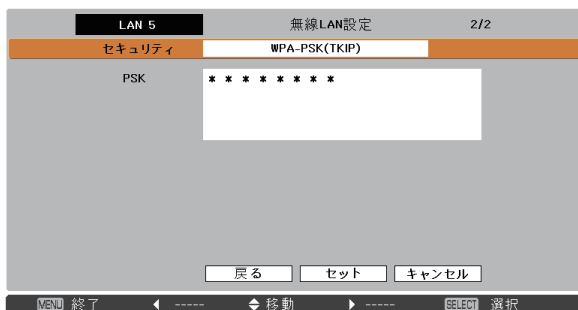 LAN 5 無線LAN設定 2/2
セキュリティ WPA-PSK(TKIP)
PSK * * * * * * * *
戻る セット キャンセル
MENU 終了 ----- 移動 ----- SELECT 選択